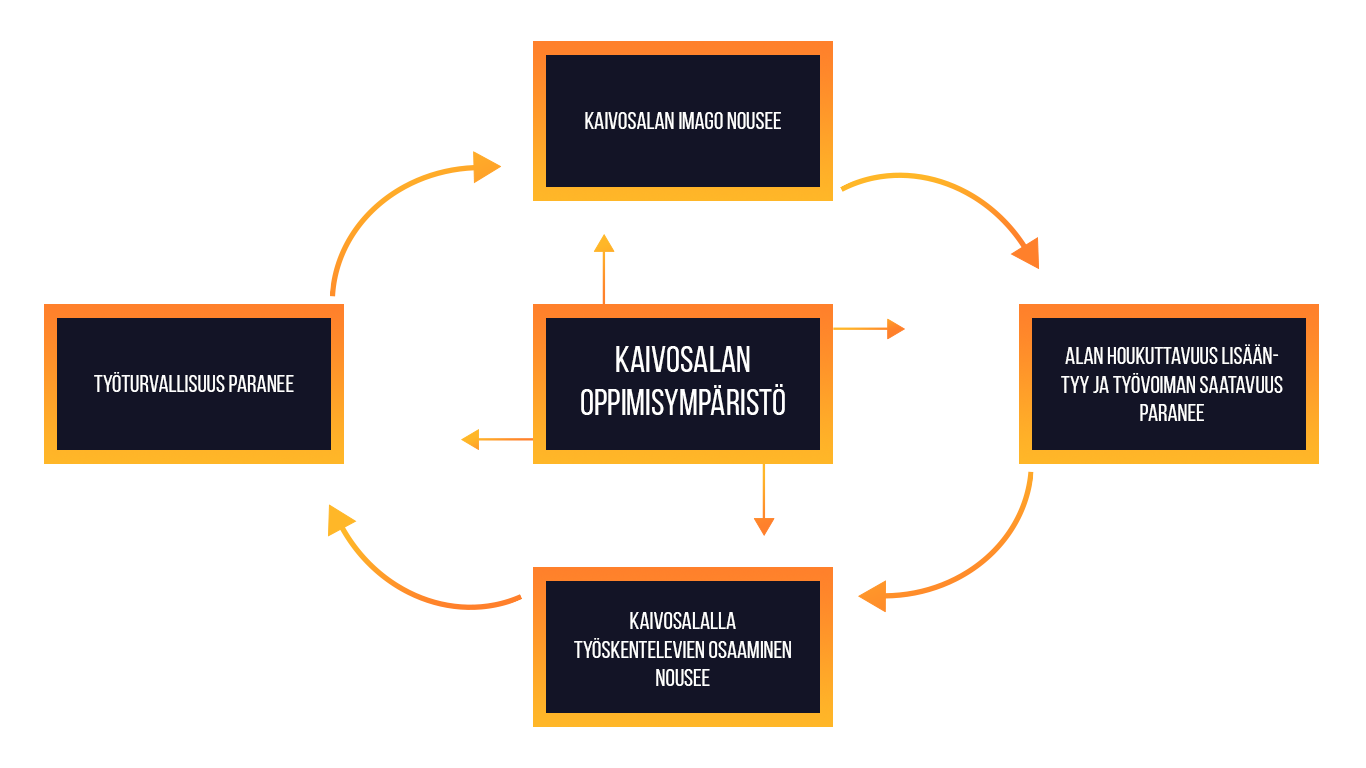 KAIVOSALAN IMAGO NOUSEE
TYÖTURVALLISUUS PARANEE
KAIVOSALAN
OPPIMISYMPÄRISTÖ
ALAN HOUKUTTAVUUS LISÄÄN-
TYY JA TYÖVOIMAN SAATAVUUS
PARANEE
KAIVOSALALLA
TYÖSKENTELEVIEN OSAAMINEN
NOUSEE